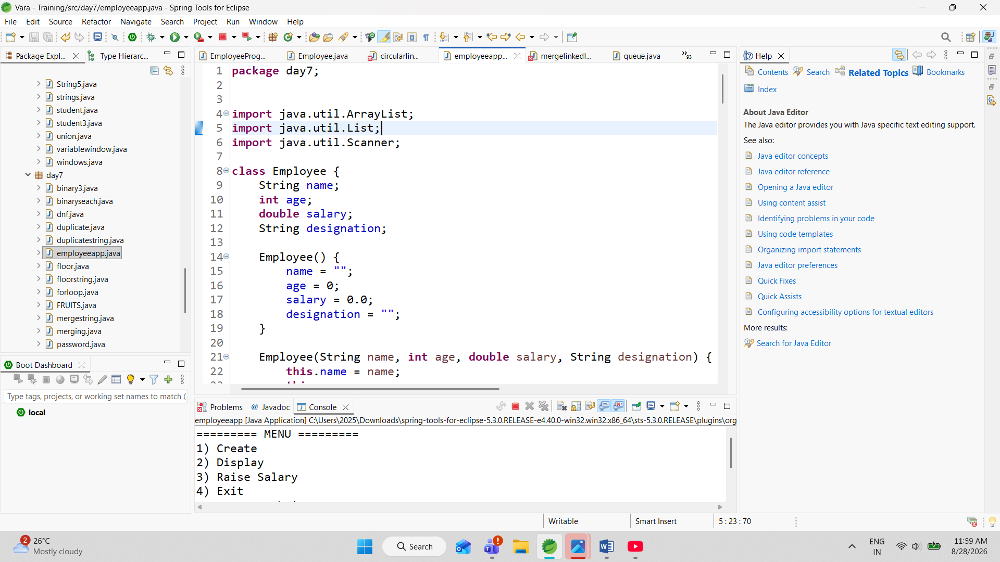 Vara - Training/src/day7/employeeapp.java - Spring Tools for Eclipse
File Edit Source Refactor Navigate Search Project Run Window Help
Package Expl...
Type Hierarc...
String5.java
strings.java
student.java
student3.java
union.java
variablewindow.java
windows.java
day7
binary3.java
binaryseach.java
dnf.java
duplicate.java
duplicatestring.java
employeeapp.java
floor.java
floorstring.java
forloop.java
FRUITS.java
mergestring.java
merging.java
password.java
Boot Dashboard
Type tags, projects, or working set names to match (
local
EmployeeProg...
Employee.java
circularlin...
employeeapp...
mergelinkedl...
queue.java
»93
1 package day7;
2
3
4 import java.util.ArrayList;
5 import java.util.List;
6 import java.util.Scanner;
7
8 class Employee {
9 String name;
10 int age;
11 double salary;
12 String designation;
13
14 Employee() {
15 name = "";
16 age = 0;
17 salary = 0.0;
18 designation = "";
19 }
20
21 Employee(String name, int age, double salary, String designation) {
22 this.name = name;
Problems
@ Javadoc
Console
employeeapp [Java Application] C:\Users\2025\Downloads\spring-tools-for-eclipse-5.3.0.RELEASE-e4.40.0-win32.win32.x86_64\sts-5.3.0.RELEASE\plugins\org
========= MENU =========
1) Create
2) Display
3) Raise Salary
4) Exit
Help
Contents
Search
Related Topics
Bookmarks
Index
About Java Editor
The Java editor provides you with Java specific text editing support.
See also:
Java editor concepts
Java editor reference
Opening a Java editor
Using content assist
Identifying problems in your code
Using code templates
Organizing import statements
Java editor preferences
Quick Fixes
Quick Assists
Configuring accessibility options for textual editors
More results:
Search for Java Editor
Writable
Smart Insert
5 : 23 : 70
2
26°C
Mostly cloudy
Search
ENG
IN
11:59 AM
8/28/2026